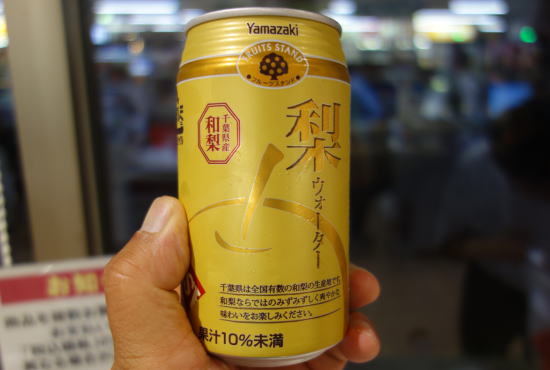 Yamazaki
FRUITS STAND
フルーツスタンド
千葉県産
和梨
梨
ウォーター
千葉県は全国有数の和梨の生産地です。
和梨ならではのみずみずしく爽やかな
味わいをお楽しみください。
果汁10%未満
お知